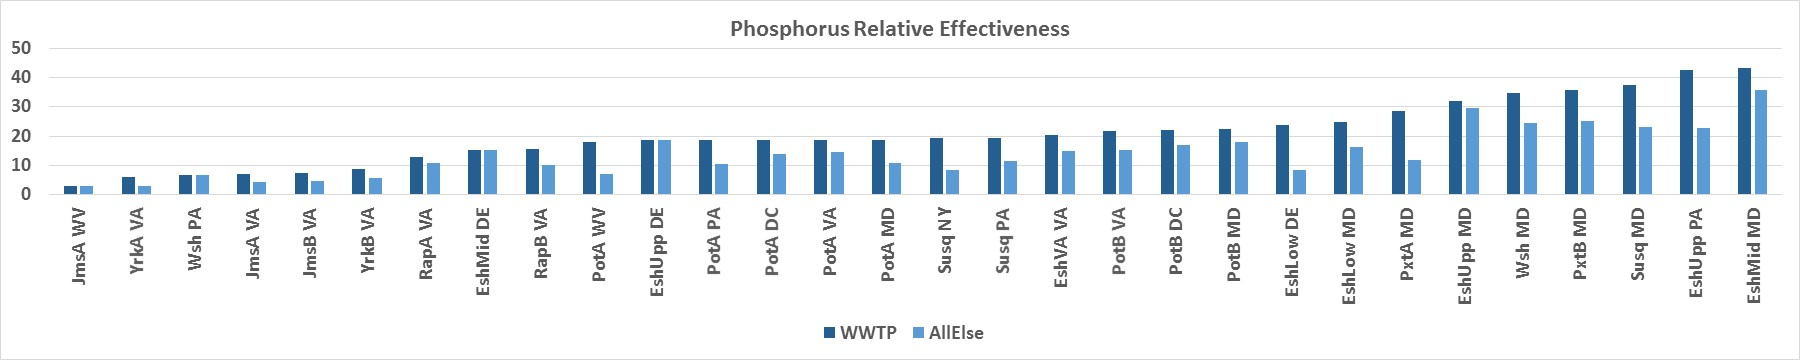 Phosphorus Relative Effectiveness
50
40
30
20
10
0
JmsA WV
YrkA VA
Wsh PA
JmsA VA
JmsB VA
YrkB VA
RapA VA
EshMid DE
RapB VA
PotA WV
EshUpp DE
PotA PA
PotA DC
PotA VA
PotA MD
Susq NY
Susq PA
EshVA VA
PotB VA
PotB DC
PotB MD
EshLow DE
EshLow MD
PxtA MD
EshUpp MD
Wsh MD
PxtB MD
Susq MD
EshUpp PA
EshMid MD
WWTP AllElse